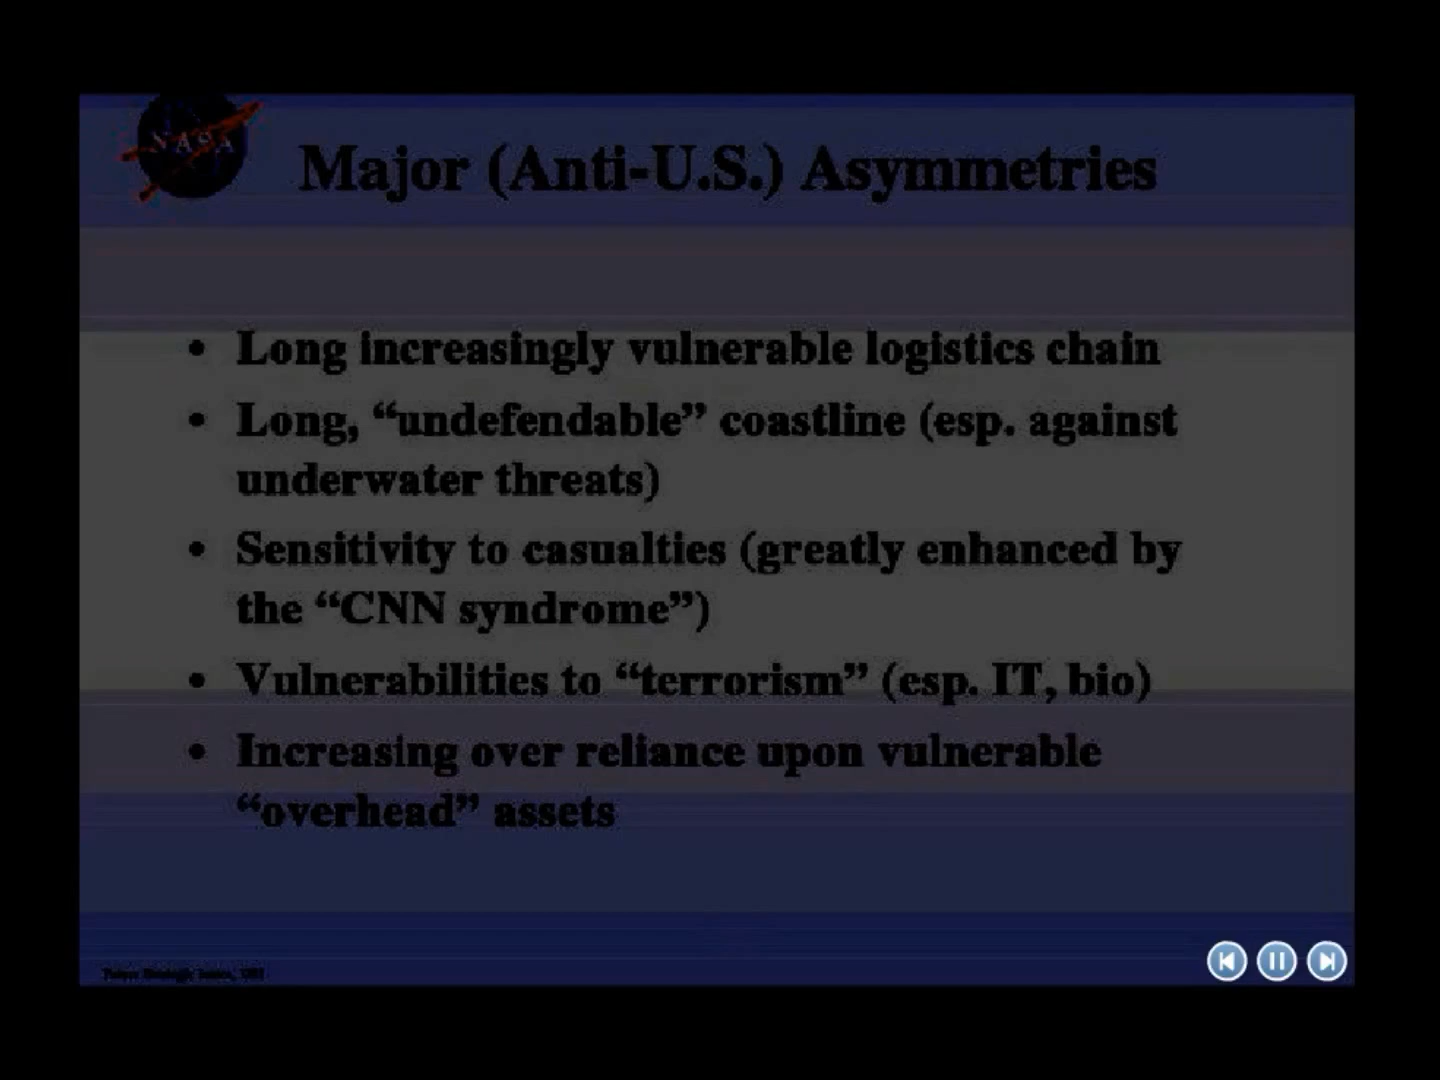 NASA
Major (Anti-U.S.) Asymmetries
• Long increasingly vulnerable logistics chain
• Long, “undefendable” coastline (esp. against
underwater threats)
• Sensitivity to casualties (greatly enhanced by
the “CNN syndrome”)
• Vulnerabilities to “terrorism” (esp. IT, bio)
• Increasing over reliance upon vulnerable
“overhead” assets